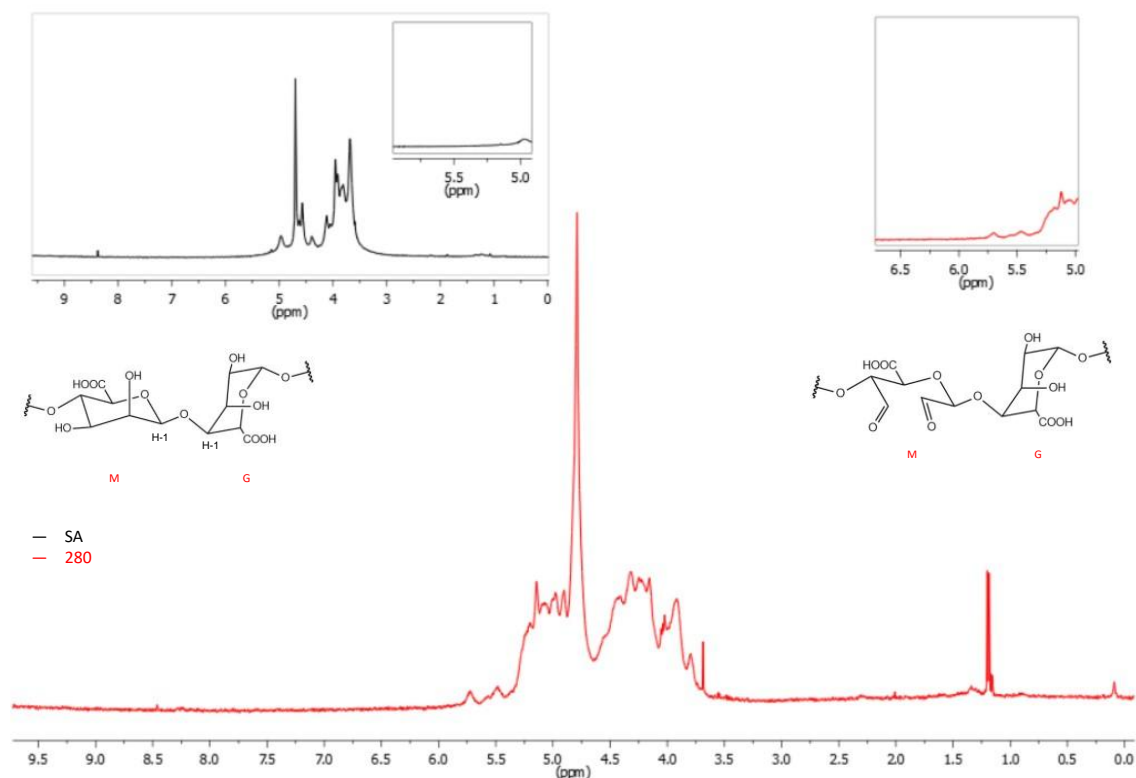 5.5 5.0
(ppm)
9 8 7 6 5 4 3 2 1 0
(ppm)
6.5 6.0 5.5 5.0
(ppm)
OH
HOOC OH
O
O
O
O
OH
HO
H-1 H-1
COOH
M G
OH
HOOC
O
O
O
O
O
OH
O O
COOH
M G
— SA
— 280
9.5 9.0 8.5 8.0 7.5 7.0 6.5 6.0 5.5 5.0 4.5 4.0 3.5 3.0 2.5 2.0 1.5 1.0 0.5 0.0
(ppm)